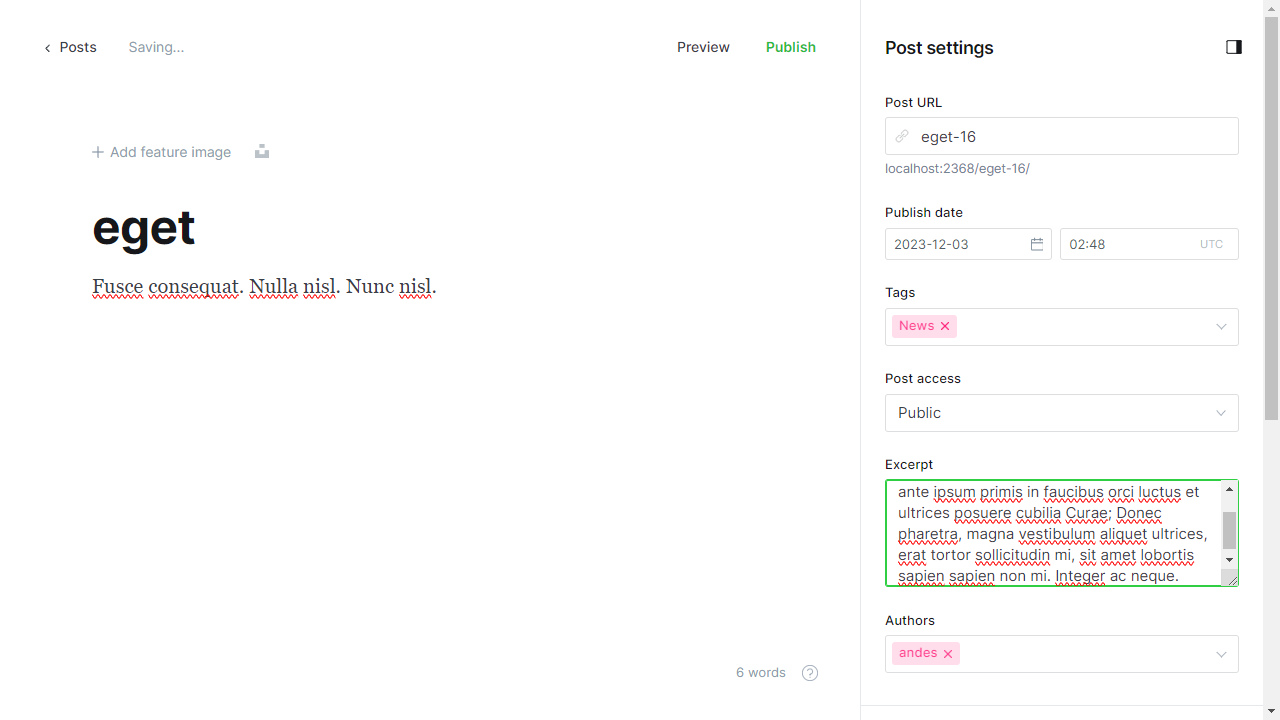 Posts
Saving...
Preview
Publish
Add feature image
eget
Fusce consequat. Nulla nisl. Nunc nisl.
6 words
Post settings
Post URL
eget-16
localhost:2368/eget-16/
Publish date
2023-12-03
02:48
UTC
Tags
News
Post access
Public
Excerpt
ante ipsum primis in faucibus orci luctus et
ultrices posuere cubilia Curae; Donec
pharetra, magna vestibulum aliquet ultrices,
erat tortor sollicitudin mi, sit amet lobortis
sapien sapien non mi. Integer ac neque.
Authors
andes